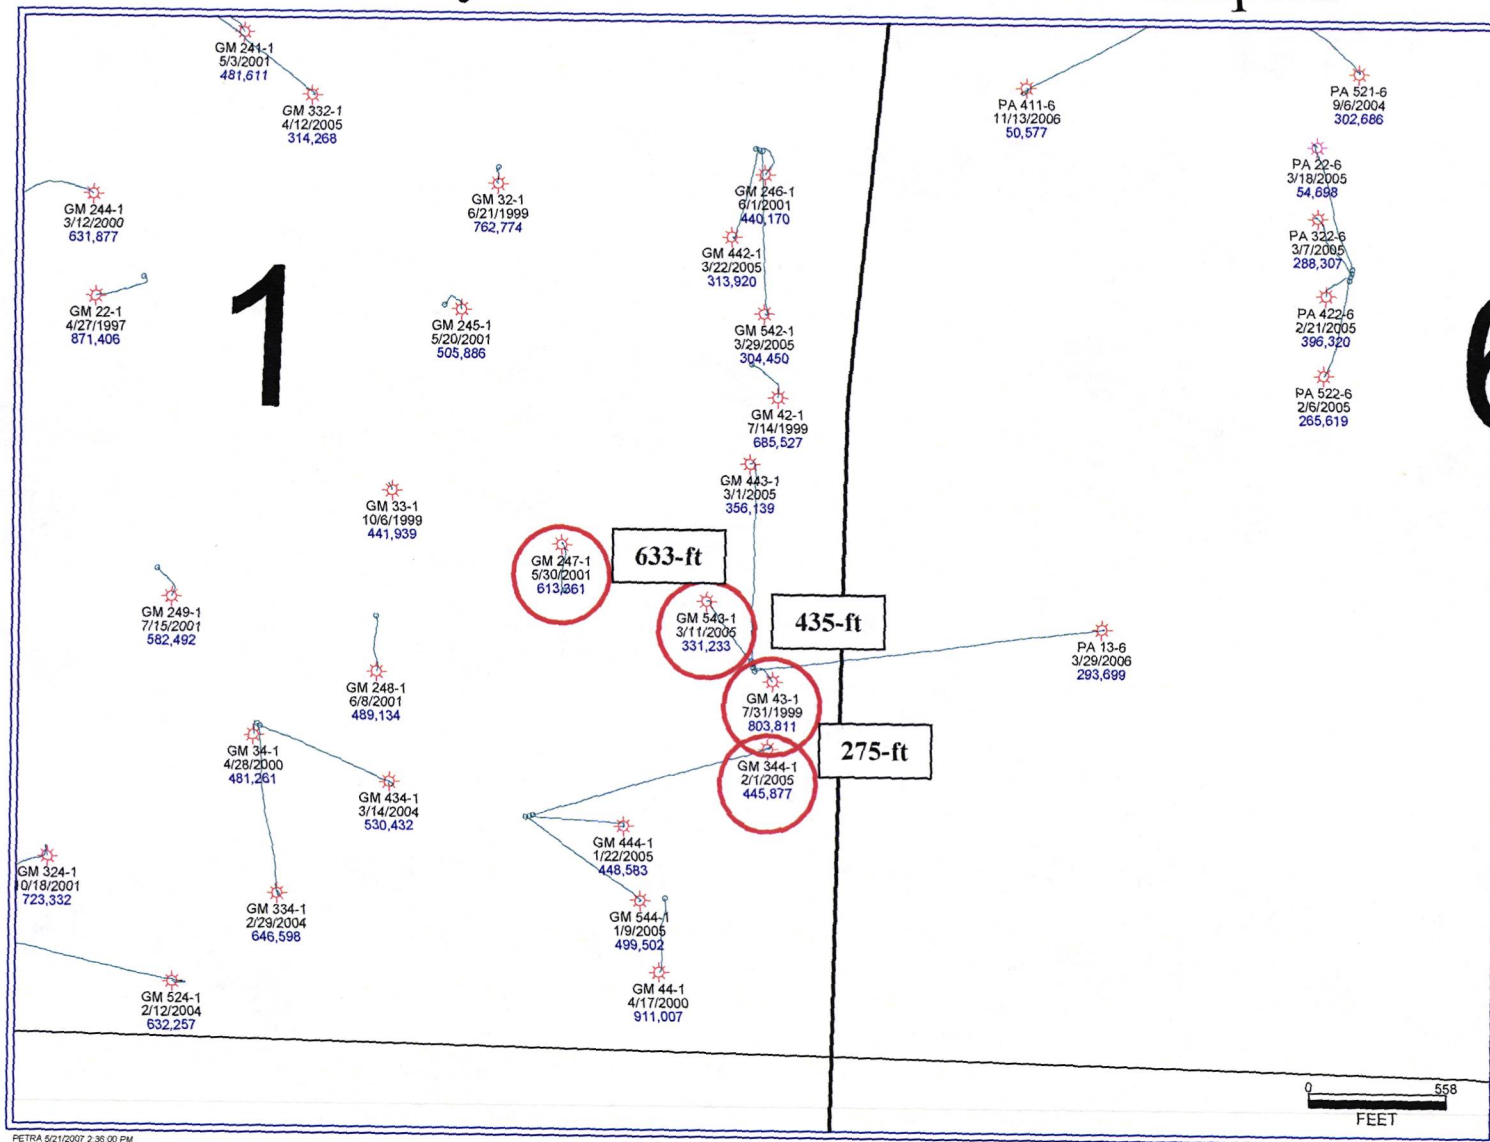 GM 241-1
5/3/2001
481,611
GM 332-1
4/12/2005
314,268
PA 411-6
11/13/2006
50,577
PA 521-6
9/6/2004
302,686
PA 22-6
3/18/2005
54,698
GM 244-1
3/12/2000
631,877
GM 32-1
6/21/1999
762,774
GM 246-1
6/1/2001
440,170
PA 322-6
3/7/2005
288,307
GM 442-1
3/22/2005
313,920
GM 22-1
4/27/1997
871,406
1
GM 245-1
5/20/2001
505,886
GM 542-1
3/29/2005
304,450
PA 422-6
2/21/2005
396,320
6
PA 522-6
2/6/2005
265,619
GM 42-1
7/14/1999
685,527
GM 443-1
3/1/2005
356,139
GM 33-1
10/6/1999
441,939
GM 247-1
5/30/2001
613,361
633-ft
GM 249-1
7/15/2001
582,492
GM 543-1
3/11/2005
331,233
435-ft
PA 13-6
3/29/2006
293,699
GM 248-1
6/8/2001
489,134
GM 43-1
7/31/1999
803,811
GM 34-1
4/28/2000
481,261
275-ft
GM 344-1
2/1/2005
445,877
GM 434-1
3/14/2004
530,432
GM 444-1
1/22/2005
448,583
GM 324-1
0/18/2001
723,332
GM 334-1
2/29/2004
646,598
GM 544-1
1/9/2005
499,502
GM 524-1
2/12/2004
632,257
GM 44-1
4/17/2000
911,007
0 558
FEET
PETRA 5/21/2007 2:36:00 PM